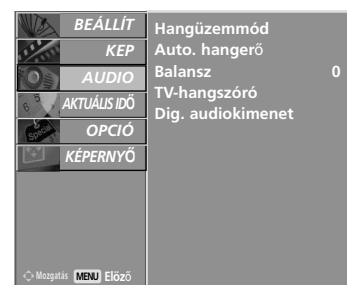 BEÁLLÍT
KEP
AUDIO
AKTUÁLIS IDŐ
OPCIÓ
KÉPERNYŐ
Hangüzemmód
Auto. hangerő
Balansz 0
TV-hangszóró
Dig. audiokimenet
Mozgatás MENU Előző